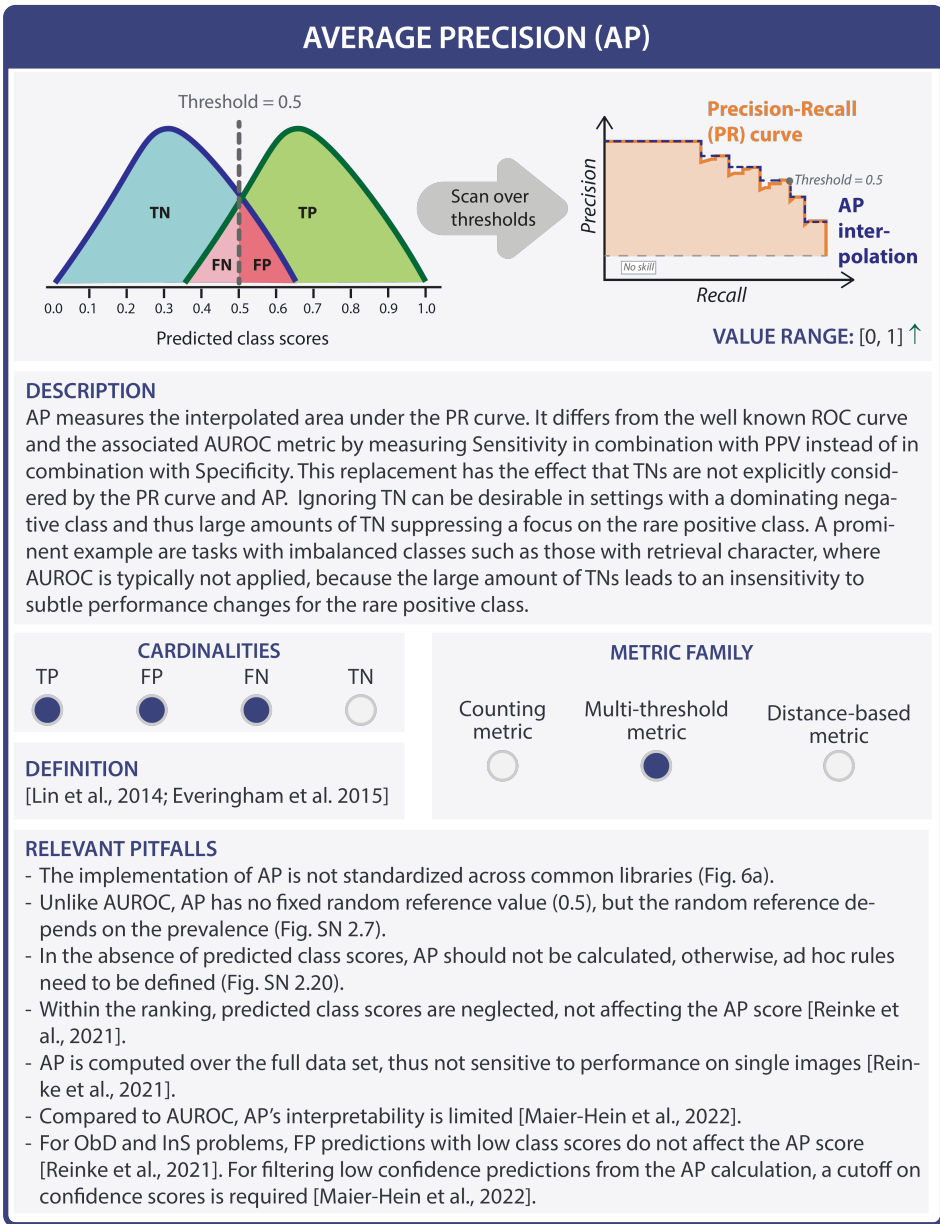 AVERAGE PRECISION (AP)
Threshold = 0.5
TN
TP
FN
FP
0.0 0.1 0.2 0.3 0.4 0.5 0.6 0.7 0.8 0.9 1.0
Predicted class scores
Scan over
thresholds
Precision-Recall
(PR) curve
Precision
Threshold = 0.5
AP
inter-
polation
No skill
Recall
VALUE RANGE: [0, 1] ↑
DESCRIPTION
AP measures the interpolated area under the PR curve. It differs from the well known ROC curve
and the associated AUROC metric by measuring Sensitivity in combination with PPV instead of in
combination with Specificity. This replacement has the effect that TNs are not explicitly consid-
ered by the PR curve and AP. Ignoring TN can be desirable in settings with a dominating nega-
tive class and thus large amounts of TN suppressing a focus on the rare positive class. A promi-
nent example are tasks with imbalanced classes such as those with retrieval character, where
AUROC is typically not applied, because the large amount of TNs leads to an insensitivity to
subtle performance changes for the rare positive class.
CARDINALITIES
TP FP FN TN
DEFINITION
[Lin et al., 2014; Everingham et al. 2015]
METRIC FAMILY
Counting
metric
Multi-threshold
metric
Distance-based
metric
RELEVANT PITFALLS
- The implementation of AP is not standardized across common libraries (Fig. 6a).
- Unlike AUROC, AP has no fixed random reference value (0.5), but the random reference de-
pends on the prevalence (Fig. SN 2.7).
- In the absence of predicted class scores, AP should not be calculated, otherwise, ad hoc rules
need to be defined (Fig. SN 2.20).
- Within the ranking, predicted class scores are neglected, not affecting the AP score [Reinke et
al., 2021].
- AP is computed over the full data set, thus not sensitive to performance on single images [Rein-
ke et al., 2021].
- Compared to AUROC, AP's interpretability is limited [Maier-Hein et al., 2022].
- For ObD and InS problems, FP predictions with low class scores do not affect the AP score
[Reinke et al., 2021]. For filtering low confidence predictions from the AP calculation, a cutoff on
confidence scores is required [Maier-Hein et al., 2022].